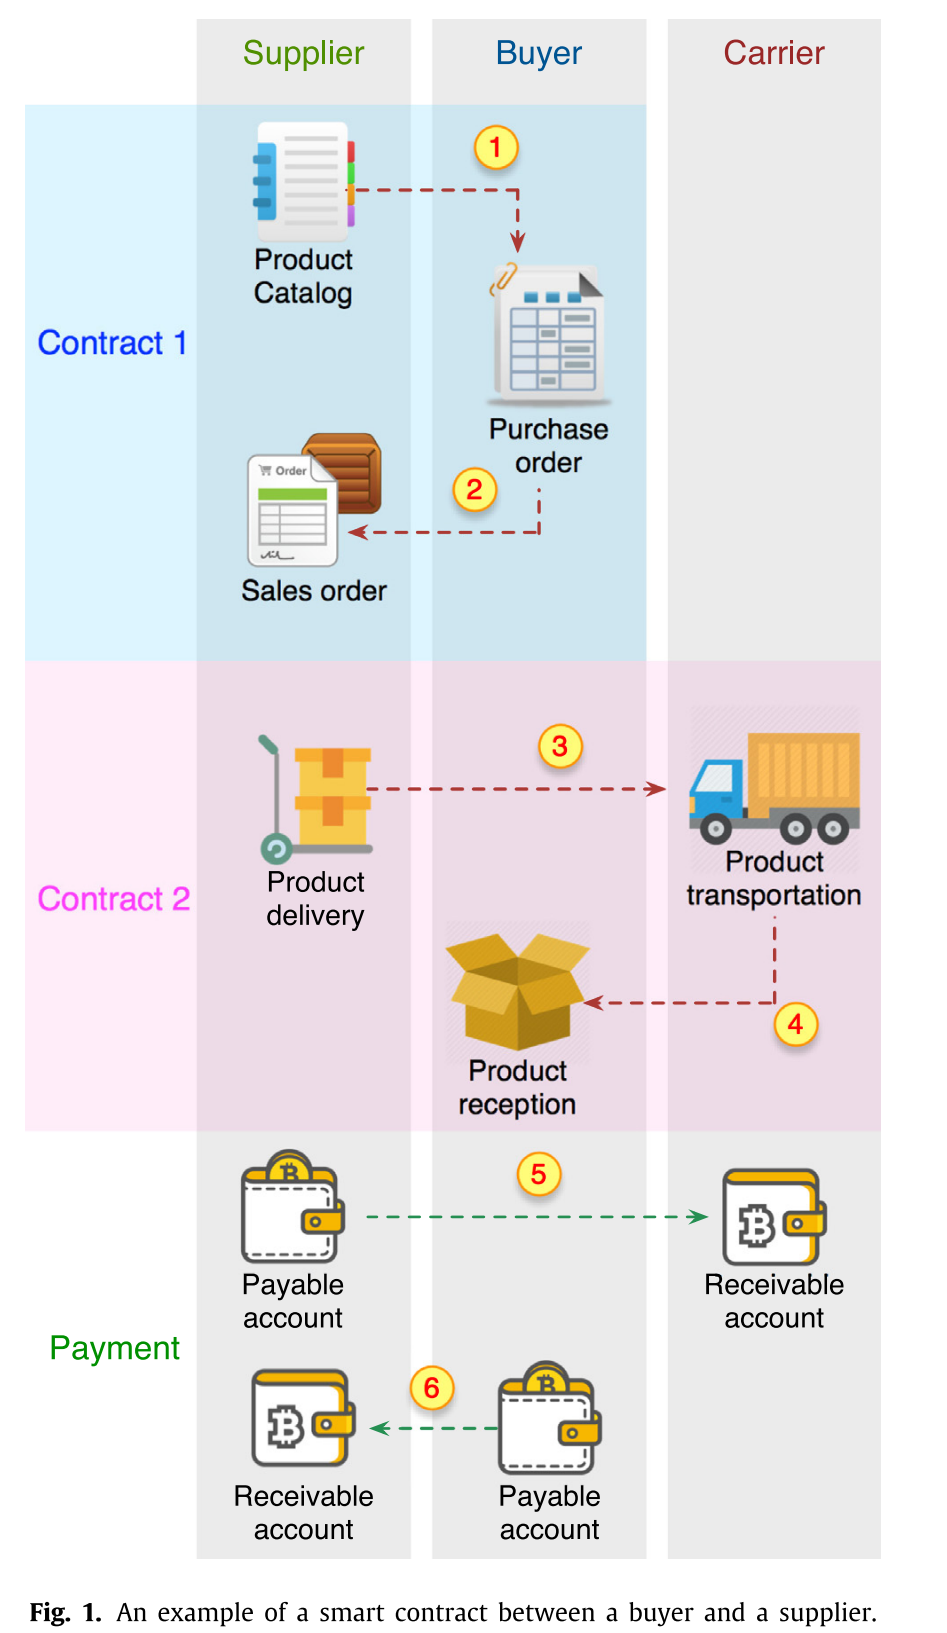 Supplier
Buyer
Carrier
1
Product
Catalog
Contract 1
Purchase
order
Order
2
Sales order
3
Product
delivery
Product
transportation
Contract 2
4
Product
reception
5
Payable
account
Receivable
account
Payment
6
Receivable
account
Payable
account
Fig. 1. An example of a smart contract between a buyer and a supplier.